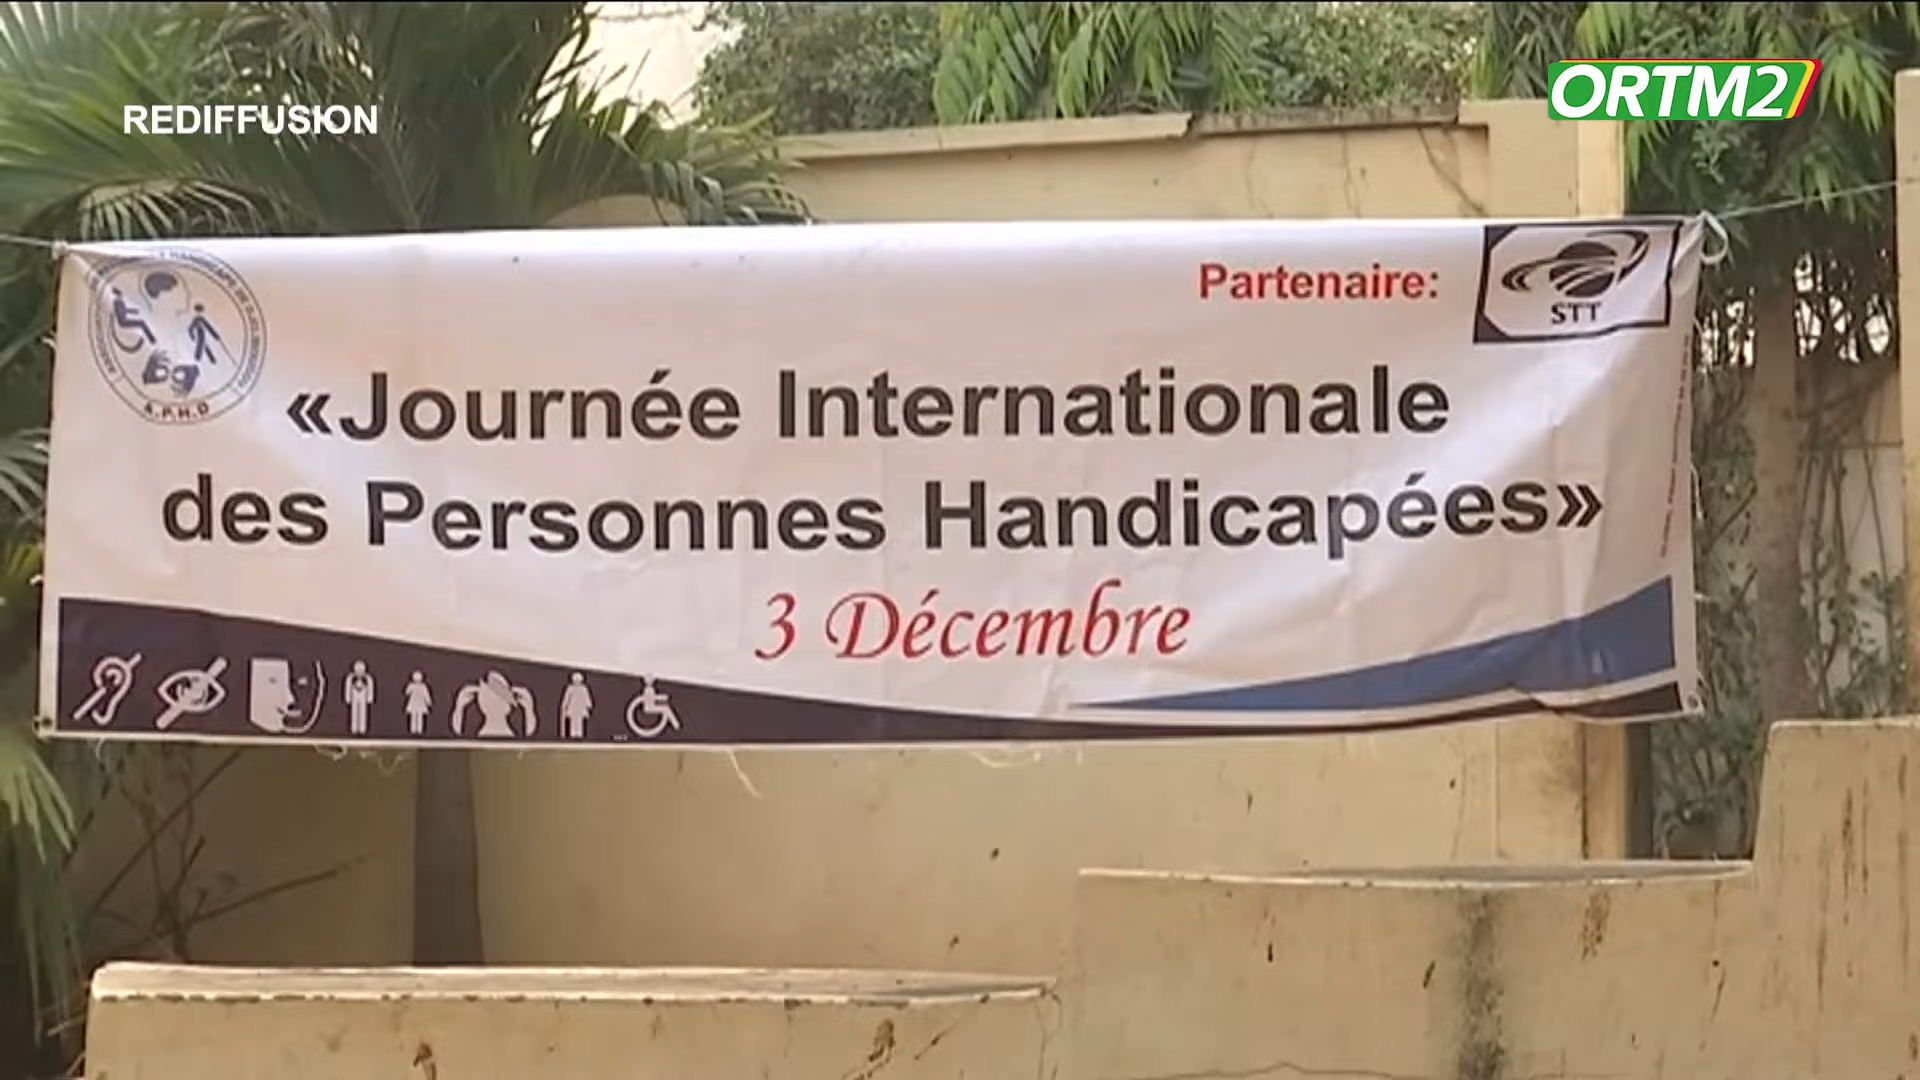 REDIFFUSION
ORTM2
Partenaire:
STT
A.P.H.D
«Journée Internationale
des Personnes Handicapées»
3 Décembre